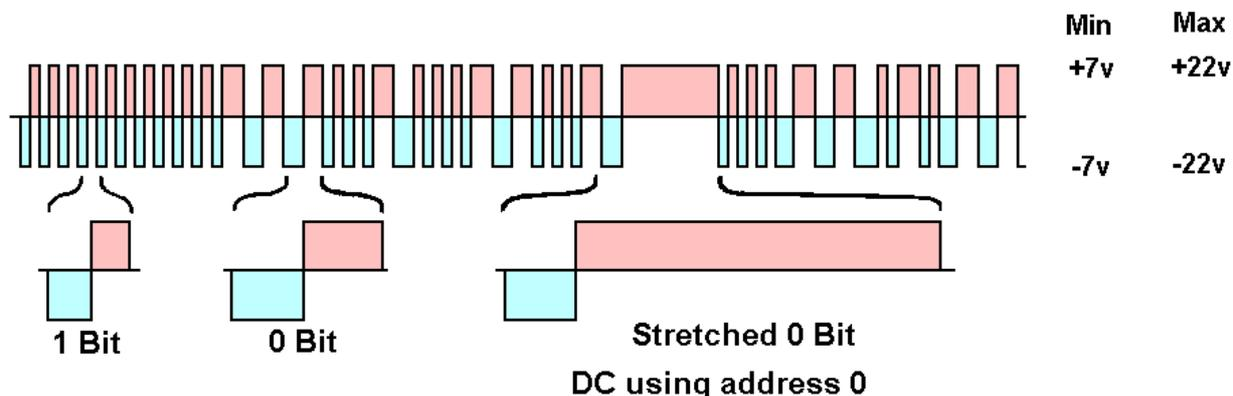 Min Max
+7v +22v
-7v -22v
1 Bit
0 Bit
Stretched 0 Bit
DC using address 0